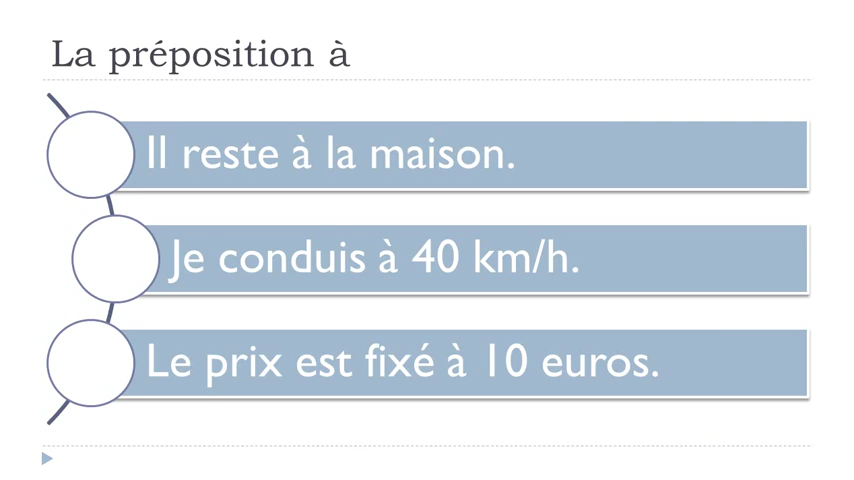 La préposition à
Il reste à la maison.
Je conduis à 40 km/h.
Le prix est fixé à 10 euros.